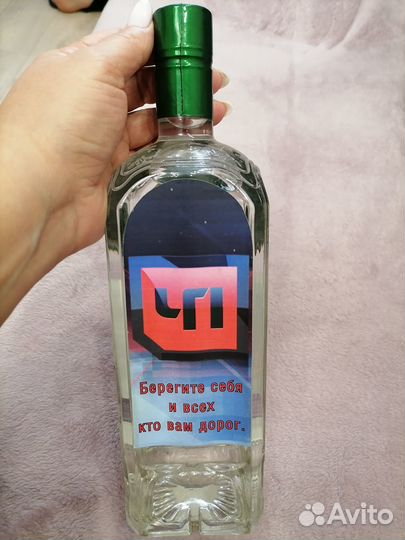 ЧП
Берегите себя
и всех
кто вам дорог.
Avito